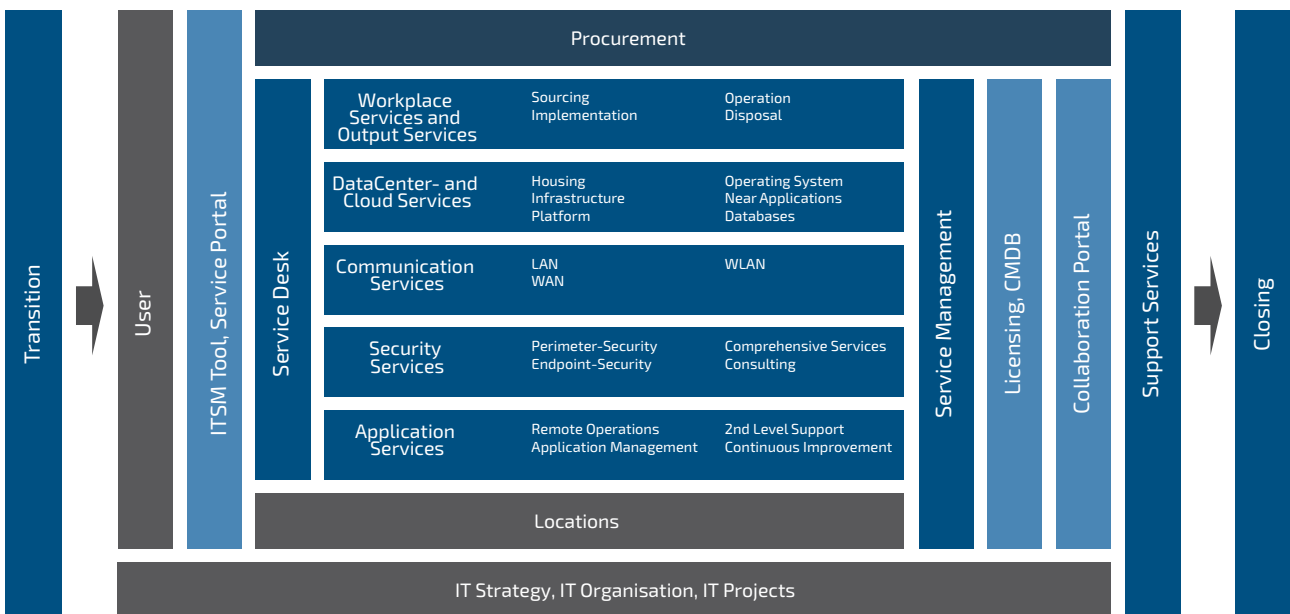 Transition
User
ITSM Tool, Service Portal
Procurement
Service Desk
Workplace
Services and
Output Services
Sourcing
Implementation
Operation
Disposal
DataCenter- and
Cloud Services
Housing
Infrastructure
Platform
Operating System
Near Applications
Databases
Communication
Services
LAN
WAN
WLAN
Security
Services
Perimeter-Security
Endpoint-Security
Comprehensive Services
Consulting
Application
Services
Remote Operations
Application Management
2nd Level Support
Continuous Improvement
Locations
Service Management
Licensing, CMDB
Collaboration Portal
IT Strategy, IT Organisation, IT Projects
Support Services
Closing